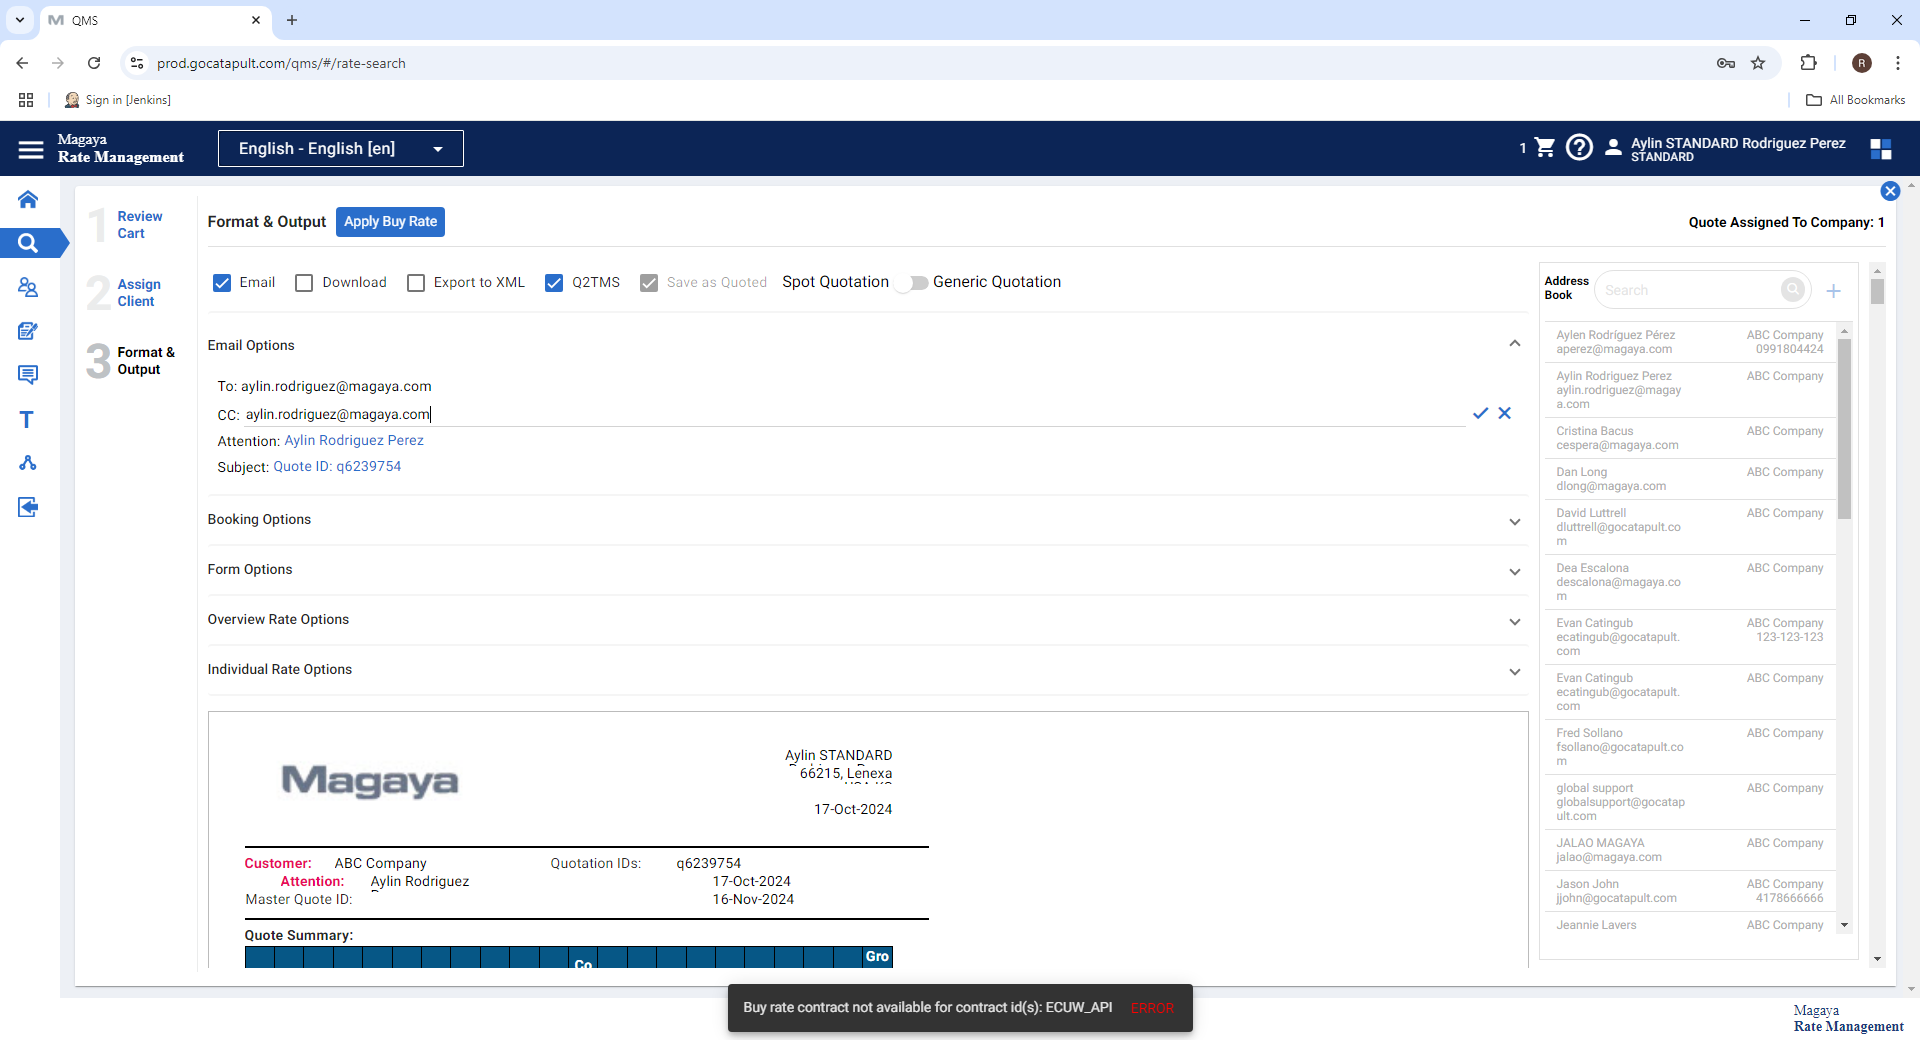 QMS
prod.gocatapult.com/qms/#/rate-search
R
Sign in [Jenkins]
All Bookmarks
Magaya
Rate Management
English - English [en]
1
Aylin STANDARD Rodriguez Perez
STANDARD
1 Review Cart
2 Assign Client
3 Format & Output
Format & Output
Apply Buy Rate
Quote Assigned To Company: 1
Email
Download
Export to XML
Q2TMS
Save as Quoted
Spot Quotation
Generic Quotation
Email Options
To: aylin.rodriguez@magaya.com
CC: aylin.rodriguez@magaya.com
Attention: Aylin Rodriguez Perez
Subject: Quote ID: q6239754
Booking Options
Form Options
Overview Rate Options
Individual Rate Options
Magaya
Aylin STANDARD
66215, Lenexa
17-Oct-2024
Customer: ABC Company Quotation IDs: q6239754
Attention: Aylin Rodriguez 17-Oct-2024
Master Quote ID: 16-Nov-2024
Quote Summary:
Co
Gro
Address Book
Search
Aylen Rodríguez Pérez ABC Company
aperez@magaya.com 0991804424
Aylin Rodriguez Perez ABC Company
aylin.rodriguez@magay
a.com
Cristina Bacus ABC Company
cespera@magaya.com
Dan Long ABC Company
dlong@magaya.com
David Luttrell ABC Company
dluttrell@gocatapult.co
m
Dea Escalona ABC Company
descalona@magaya.co
m
Evan Catingub ABC Company
ecatingub@gocatapult. 123-123-123
com
Evan Catingub ABC Company
ecatingub@gocatapult.
com
Fred Sollano ABC Company
fsollano@gocatapult.co
m
global support ABC Company
globalsupport@gocatap
ult.com
JALAO MAGAYA ABC Company
jalao@magaya.com
Jason John ABC Company
jjohn@gocatapult.com 4178666666
Jeannie Lavers ABC Company
Buy rate contract not available for contract id(s): ECUW_API ERROR
Magaya
Rate Management